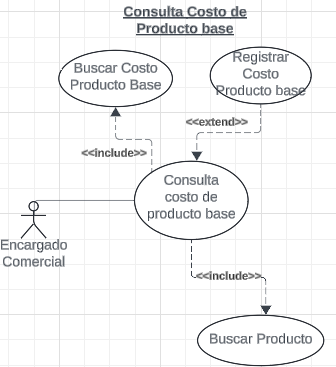 Consulta Costo de
Producto base
Buscar Costo
Producto Base
Registrar
Costo
Producto base
<<extend>>
<<include>>
Consulta
costo de
producto base
Encargado
Comercial
<<include>>
Buscar Producto